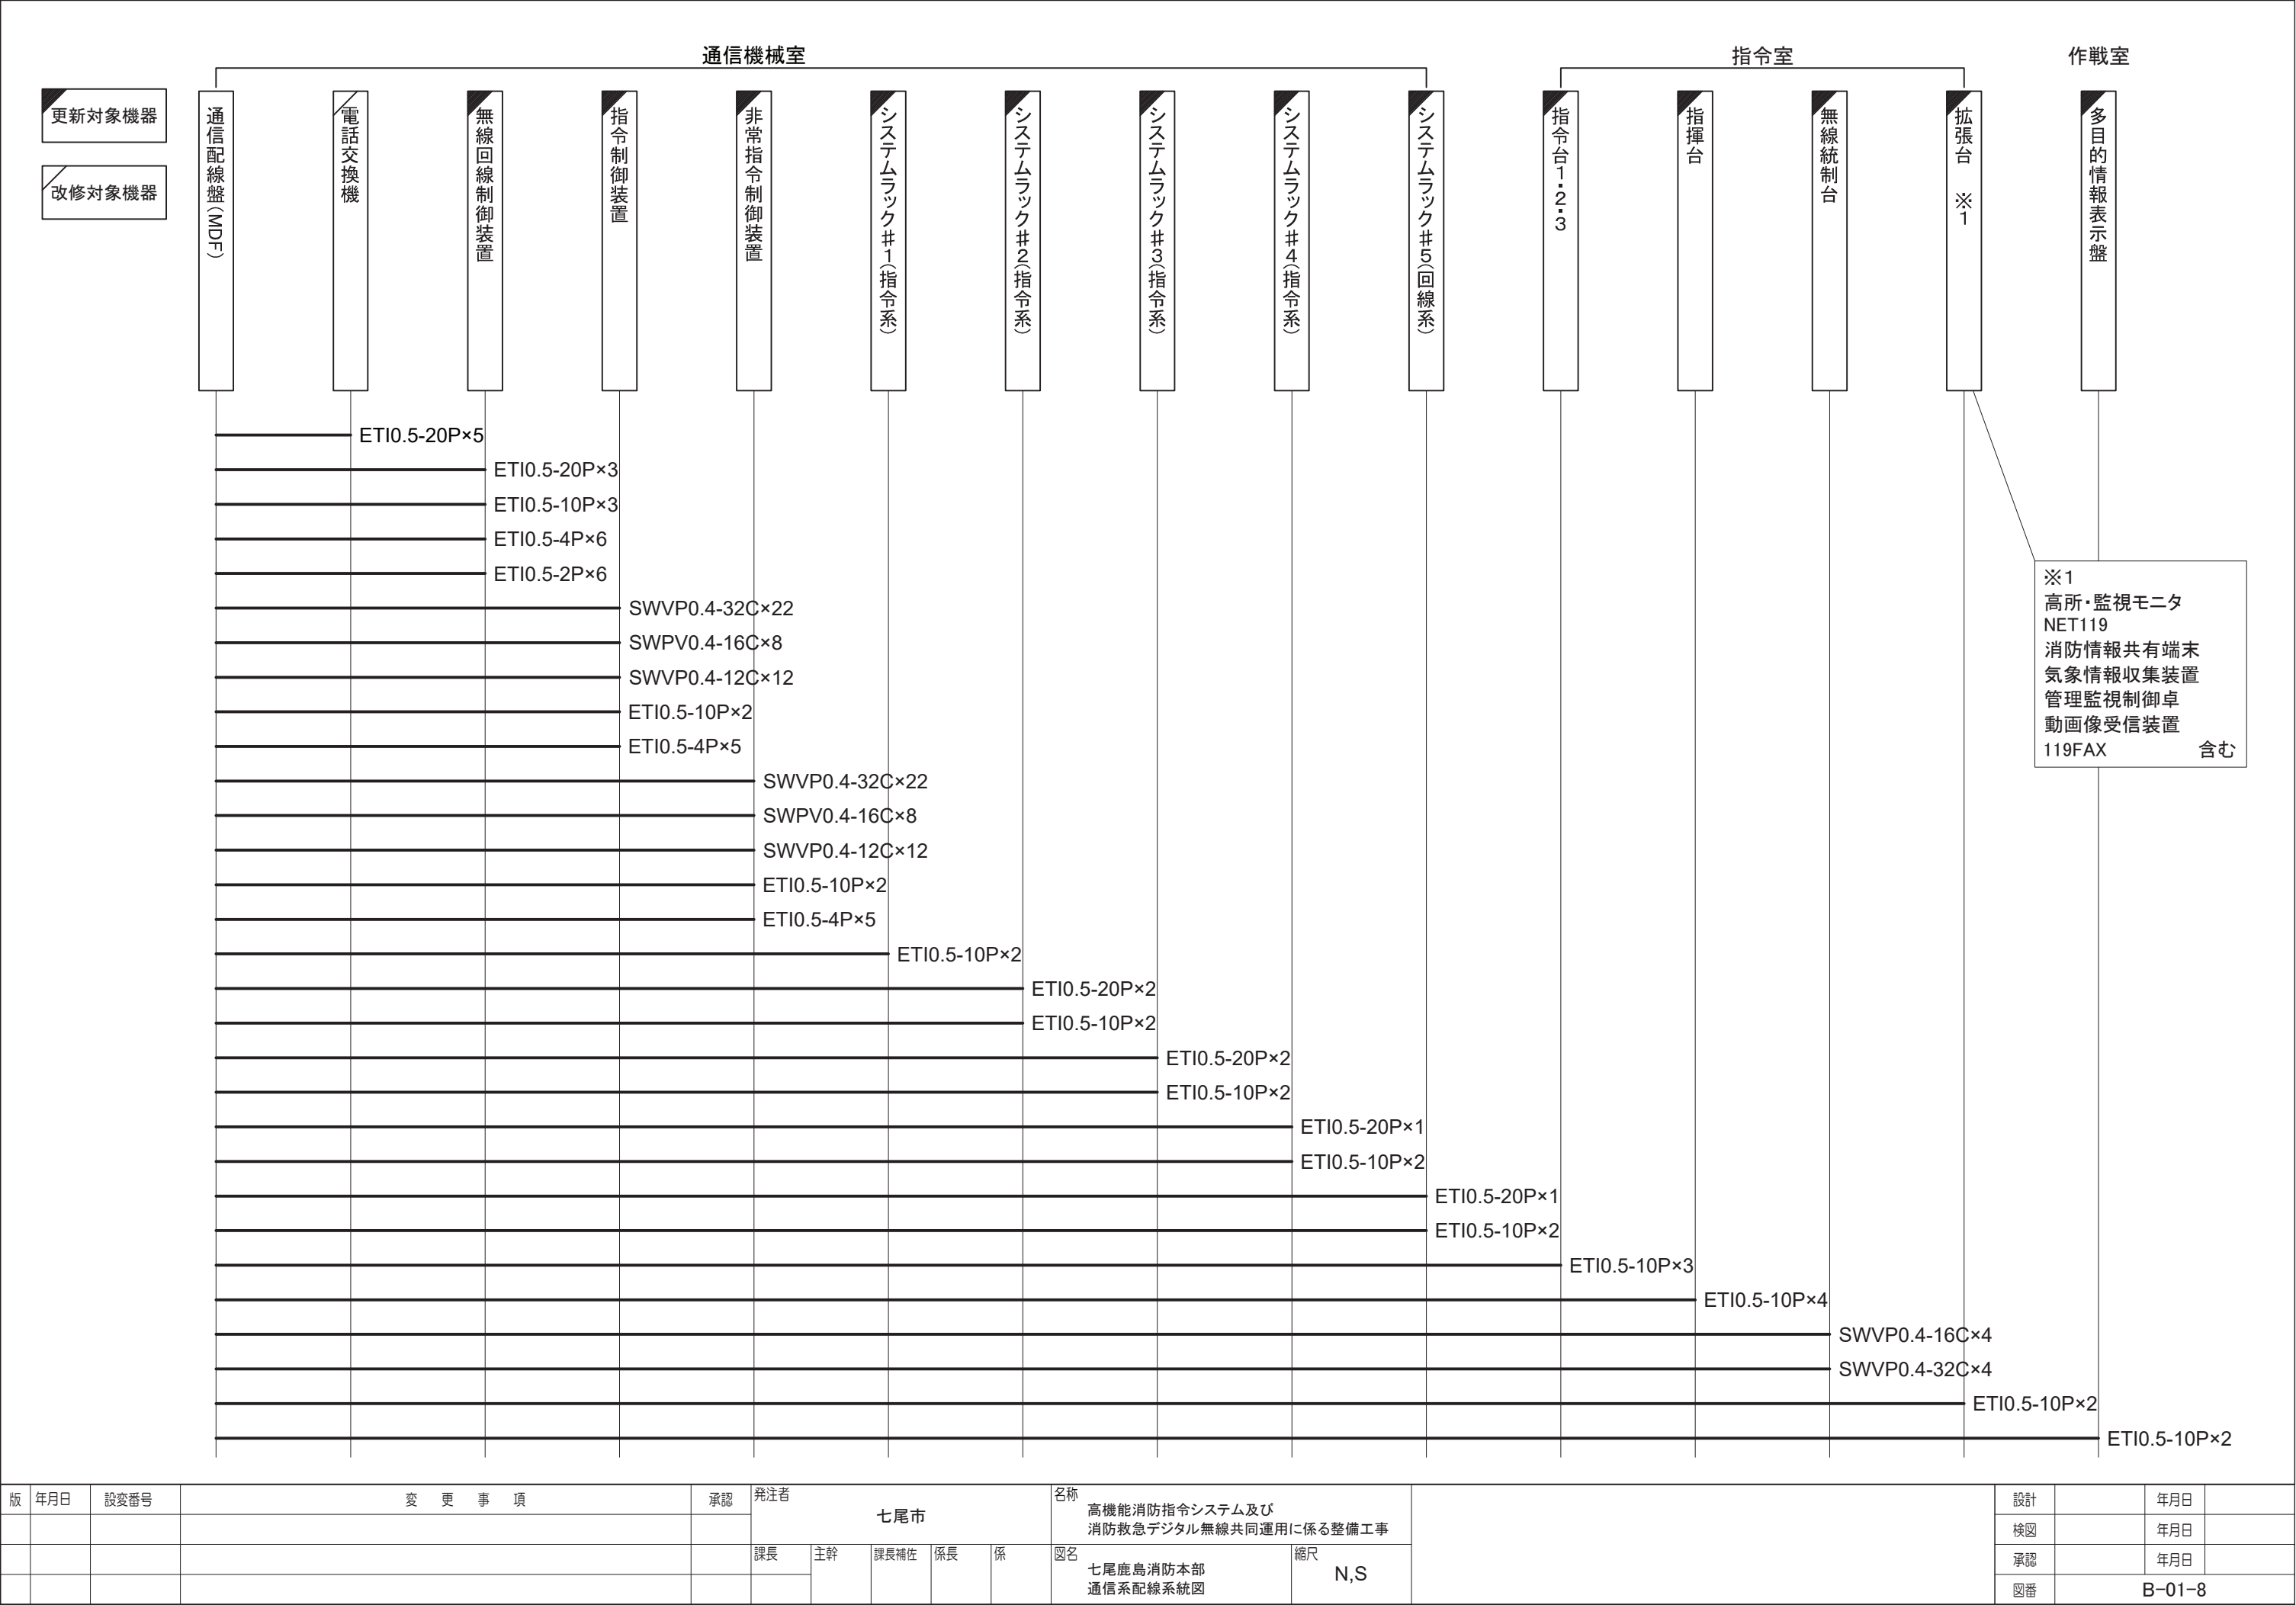 通信機械室
指令室
作戦室
更新対象機器
改修対象機器
通信配線盤(MDF)
電話交換機
無線回線制御装置
指令制御装置
非常指令制御装置
システムラック#1(指令系)
システムラック#2(指令系)
システムラック#3(指令系)
システムラック#4(指令系)
システムラック#5(回線系)
指令台1・2・3
指揮台
無線統制台
拡張台 ※1
多目的情報表示盤
ETI0.5-20P×5
ETI0.5-20P×3
ETI0.5-10P×3
ETI0.5-4P×6
ETI0.5-2P×6
SWVP0.4-32C×22
SWPV0.4-16C×8
SWVP0.4-12C×12
ETI0.5-10P×2
ETI0.5-4P×5
SWVP0.4-32C×22
SWPV0.4-16C×8
SWVP0.4-12C×12
ETI0.5-10P×2
ETI0.5-4P×5
ETI0.5-10P×2
ETI0.5-20P×2
ETI0.5-10P×2
ETI0.5-20P×2
ETI0.5-10P×2
ETI0.5-20P×1
ETI0.5-10P×2
ETI0.5-20P×1
ETI0.5-10P×2
ETI0.5-10P×3
ETI0.5-10P×4
SWVP0.4-16C×4
SWVP0.4-32C×4
ETI0.5-10P×2
ETI0.5-10P×2
※1
高所・監視モニタ
NET119
消防情報共有端末
気象情報収集装置
管理監視制御卓
動画像受信装置
119FAX 含む
版 年月日 設変番号 変更事項 承認
発注者
七尾市
課長 主幹 課長補佐 係長 係
名称
高機能消防指令システム及び
消防救急デジタル無線共同運用に係る整備工事
図名
七尾鹿島消防本部
通信系配線系統図
縮尺
N,S
設計 年月日
検図 年月日
承認 年月日
図番 B-01-8